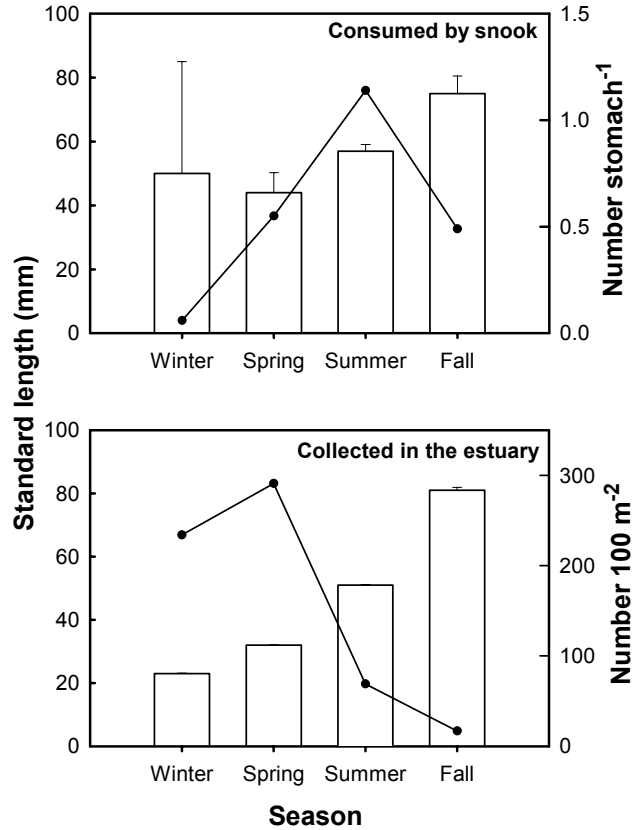 100
80
60
40
20
0
Consumed by snook
1.5
1.0
0.5
0.0
Number stomach⁻¹
Winter Spring Summer Fall
Standard length (mm)
100
80
60
40
20
0
Collected in the estuary
300
200
100
0
Number 100 m⁻²
Winter Spring Summer Fall
Season